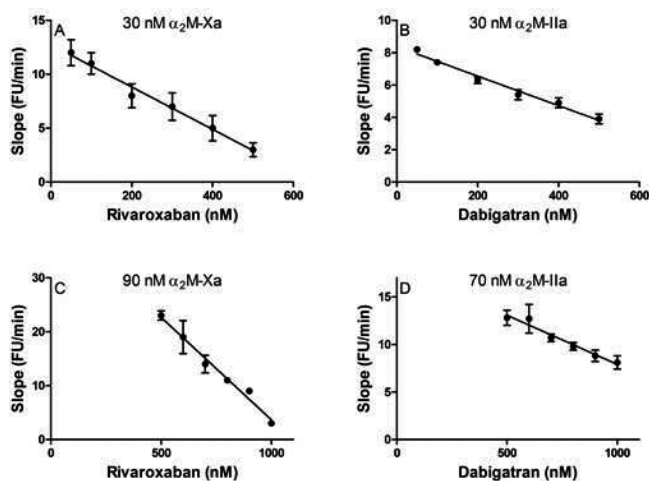 A
30 nM α₂M-Xa
Slope (FU/min)
15
10
5
0
0 200 400 600
Rivaroxaban (nM)
B
30 nM α₂M-IIa
Slope (FU/min)
10
8
6
4
2
0
0 200 400 600
Dabigatran (nM)
C
90 nM α₂M-Xa
Slope (FU/min)
30
20
10
0
500 1000
Rivaroxaban (nM)
D
70 nM α₂M-IIa
Slope (FU/min)
15
10
5
0
500 1000
Dabigatran (nM)